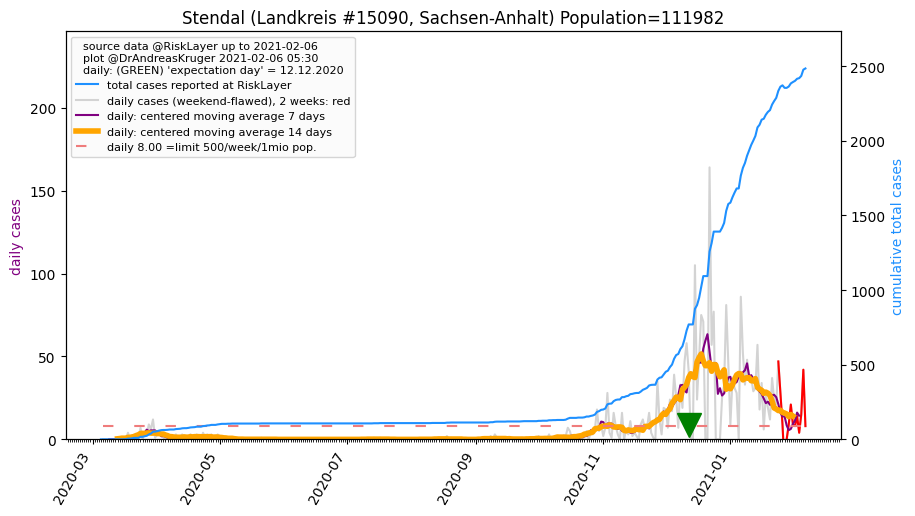 Stendal (Landkreis #15090, Sachsen-Anhalt) Population=111982
source data @RiskLayer up to 2021-02-06
plot @DrAndreasKruger 2021-02-06 05:30
daily: (GREEN) 'expectation day' = 12.12.2020
total cases reported at RiskLayer
daily cases (weekend-flawed), 2 weeks: red
daily: centered moving average 7 days
daily: centered moving average 14 days
daily 8.00 =limit 500/week/1mio pop.
daily cases
200
150
100
50
0
2500
2000
1500
1000
500
0
cumulative total cases
2020-03
2020-05
2020-07
2020-09
2020-11
2021-01